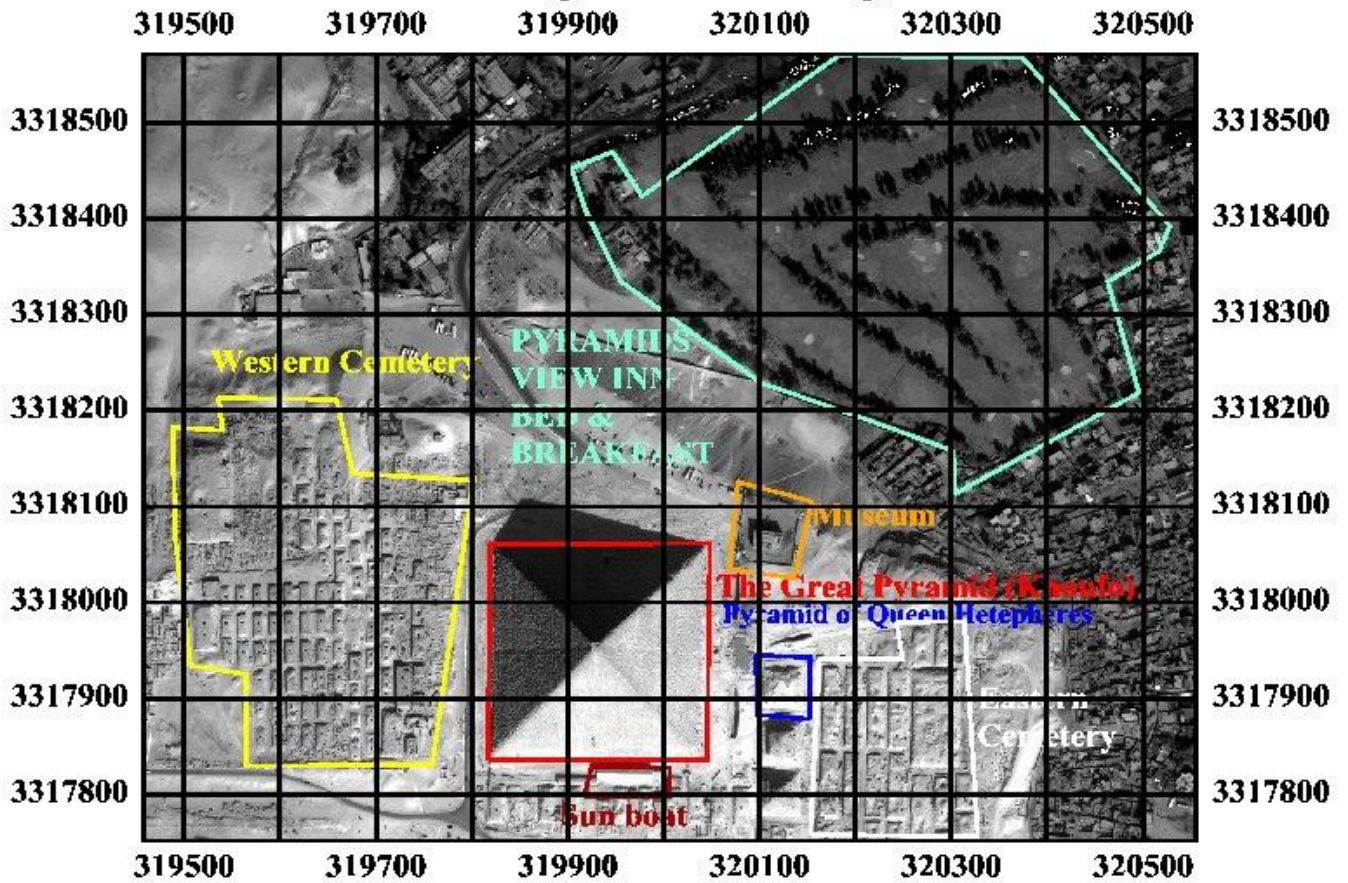 319500 319700 319900 320100 320300 320500
3318500 3318500
3318400 3318400
3318300 3318300
PYRAMIDS
VIEW INN
BED &
BREAKFAST
Western Cemetery
3318200 3318200
3318100 3318100
Museum
The Great Pyramid (Khoufo)
3318000 3318000
Pyramid of Queen Hetepheres
3317900 3317900
Eastern
Cemetery
3317800 3317800
Sun boat
319500 319700 319900 320100 320300 320500